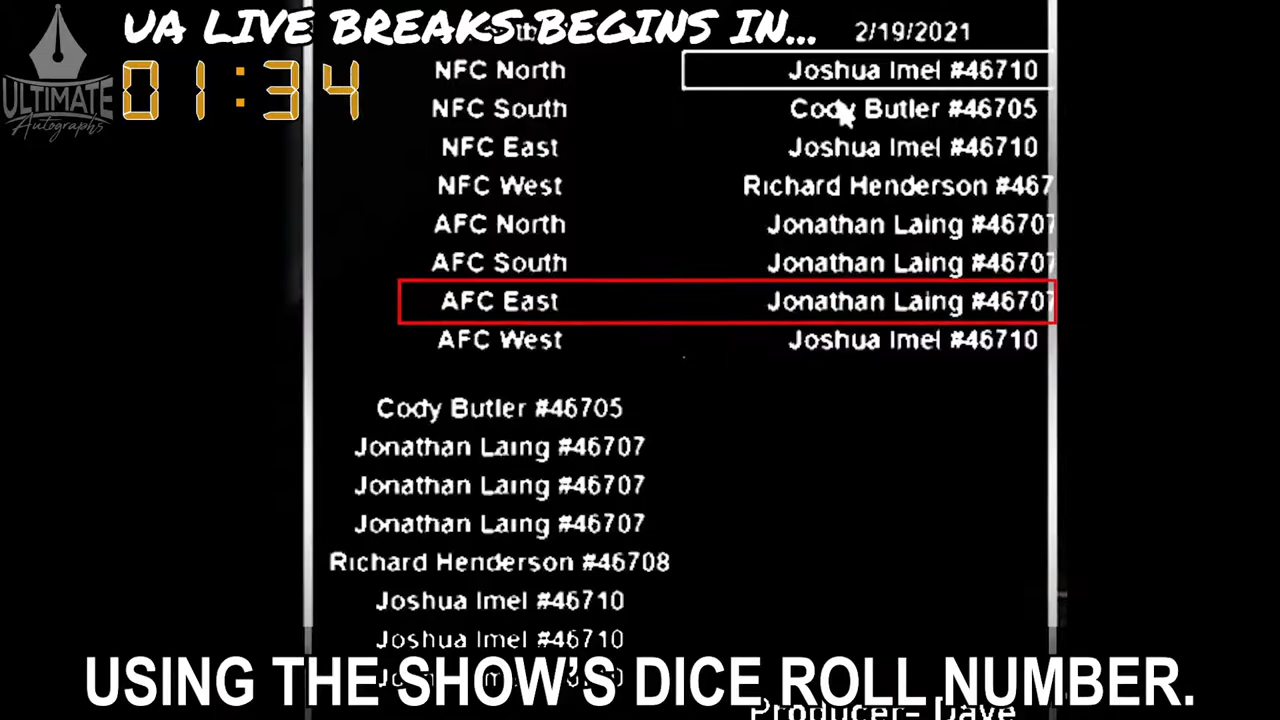 UA LIVE BREAKS BEGINS IN...
2/19/2021
ULTIMATE
Autographs
01:34
NFC North Joshua Imel #46710
NFC South Cody Butler #46705
NFC East Joshua Imel #46710
NFC West Richard Henderson #467
AFC North Jonathan Laing #46707
AFC South Jonathan Laing #46707
AFC East Jonathan Laing #46707
AFC West Joshua Imel #46710
Cody Butler #46705
Jonathan Laing #46707
Jonathan Laing #46707
Jonathan Laing #46707
Richard Henderson #46708
Joshua Imel #46710
Joshua Imel #46710
USING THE SHOW'S DICE ROLL NUMBER.
Producer- Dave